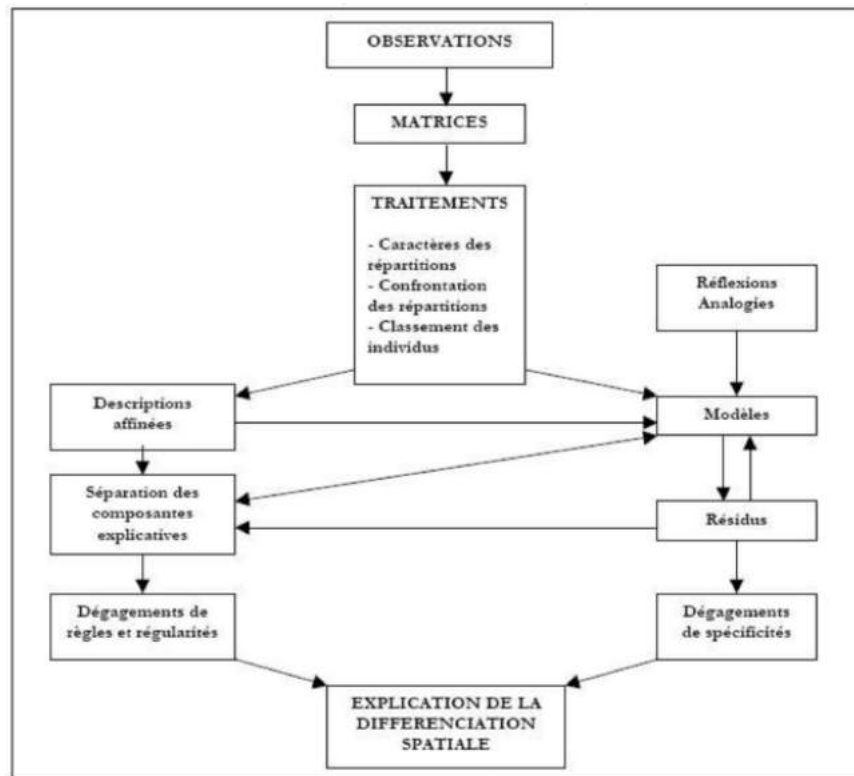 OBSERVATIONS
MATRICES
TRAITEMENTS
- Caractères des
répartitions
- Confrontation
des répartitions
- Classement des
individus
Réflexions
Analogies
Descriptions
affinées
Modèles
Séparation des
composantes
explicatives
Résidus
Dégagements de
règles et régularités
Dégagements
de spécificités
EXPLICATION DE LA
DIFFERENCIATION
SPATIALE